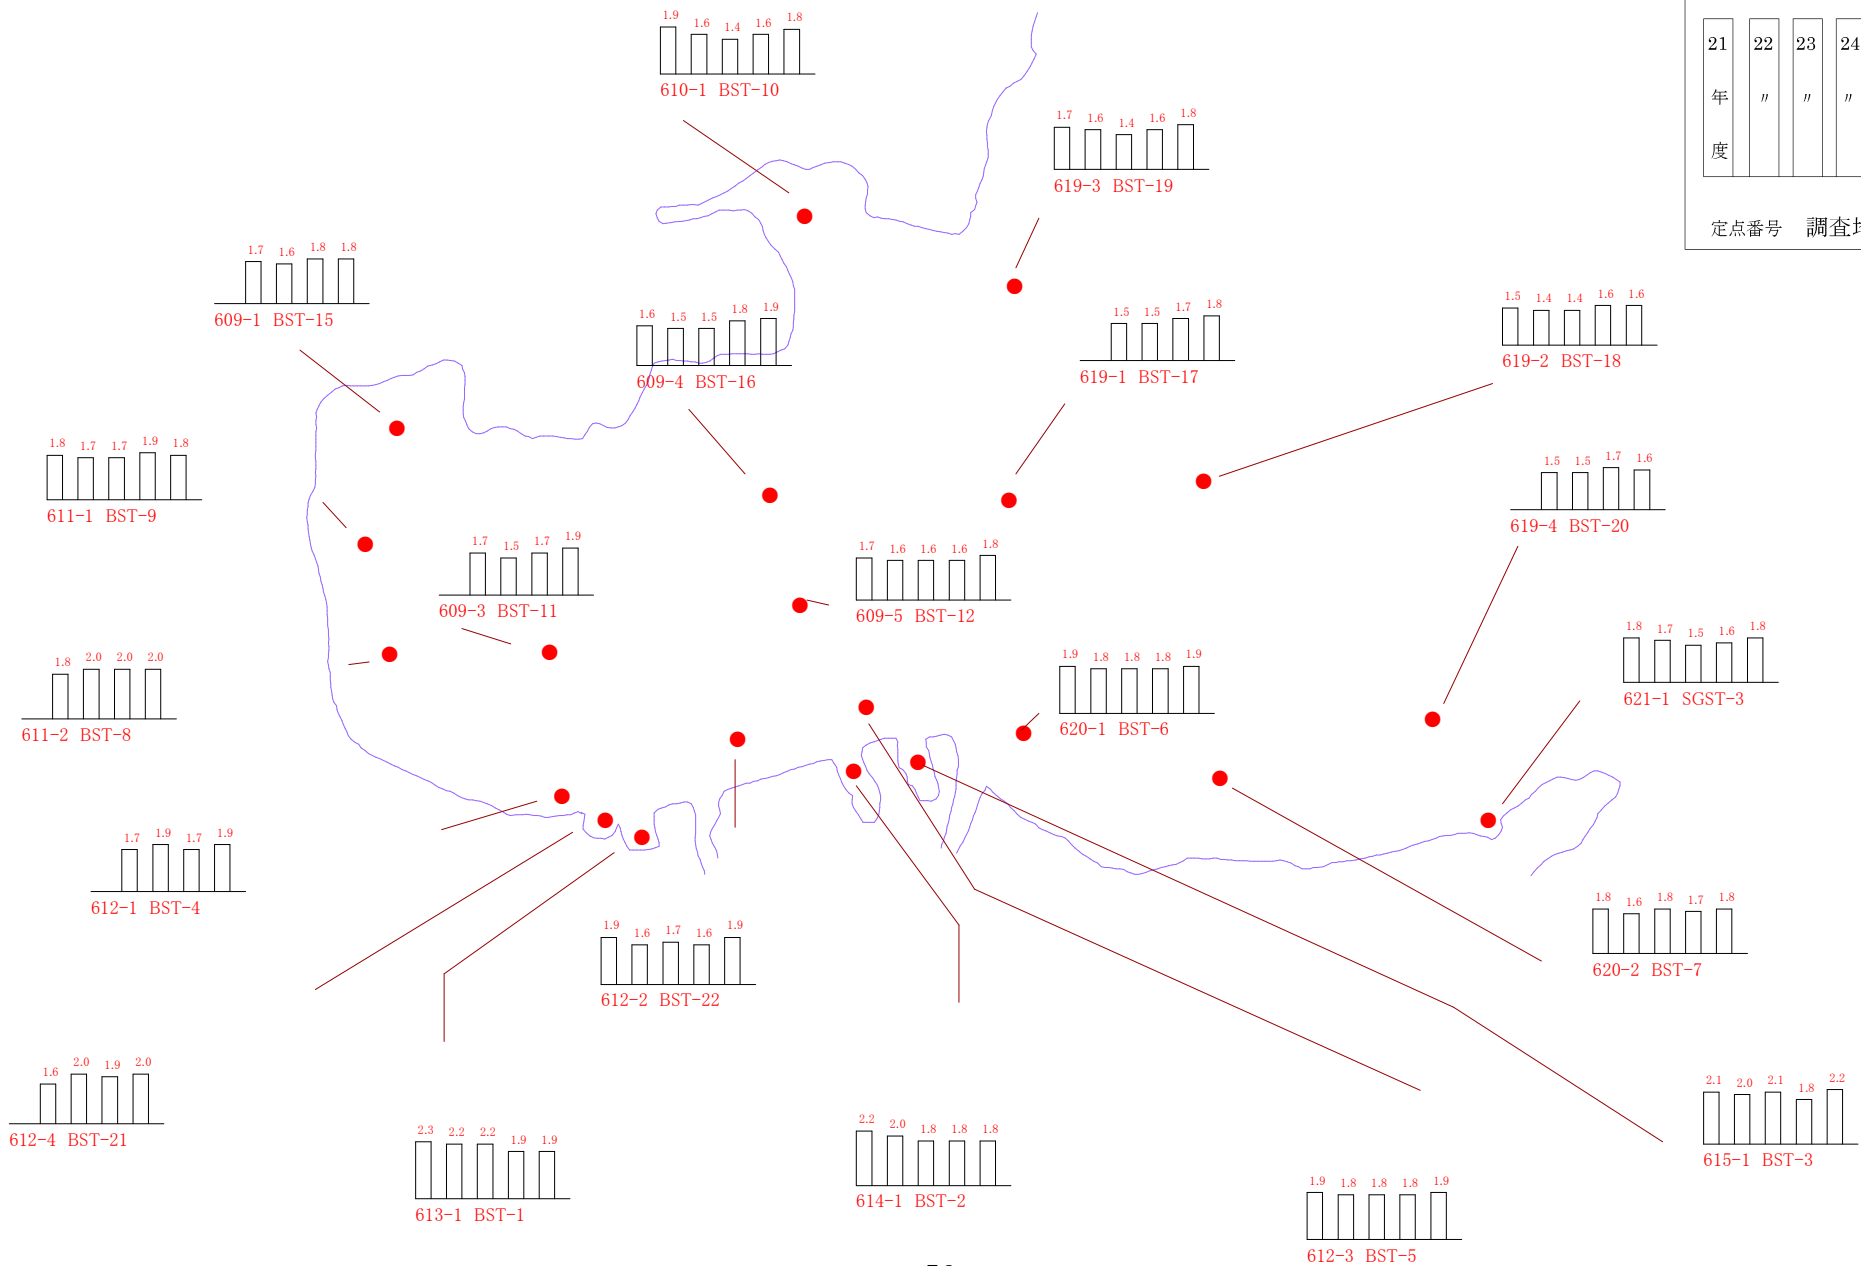 1.9 1.6 1.4 1.6 1.8
610-1 BST-10
21 22 23 24
年 〃 〃 〃
度
定点番号 調査
1.7 1.6 1.4 1.6 1.8
619-3 BST-19
1.7 1.6 1.8 1.8
609-1 BST-15
1.6 1.5 1.5 1.8 1.9
609-4 BST-16
1.5 1.5 1.7 1.8
619-1 BST-17
1.5 1.4 1.4 1.6 1.6
619-2 BST-18
1.8 1.7 1.7 1.9 1.8
611-1 BST-9
1.5 1.5 1.7 1.6
619-4 BST-20
1.7 1.5 1.7 1.9
609-3 BST-11
1.7 1.6 1.6 1.6 1.8
609-5 BST-12
1.8 2.0 2.0 2.0
611-2 BST-8
1.9 1.8 1.8 1.8 1.9
620-1 BST-6
1.8 1.7 1.5 1.6 1.8
621-1 SGST-3
1.7 1.9 1.7 1.9
612-1 BST-4
1.9 1.6 1.7 1.6 1.9
612-2 BST-22
1.8 1.6 1.8 1.7 1.8
620-2 BST-7
1.6 2.0 1.9 2.0
612-4 BST-21
2.3 2.2 2.2 1.9 1.9
613-1 BST-1
2.2 2.0 1.8 1.8 1.8
614-1 BST-2
2.1 2.0 2.1 1.8 2.2
615-1 BST-3
1.9 1.8 1.8 1.8 1.9
612-3 BST-5